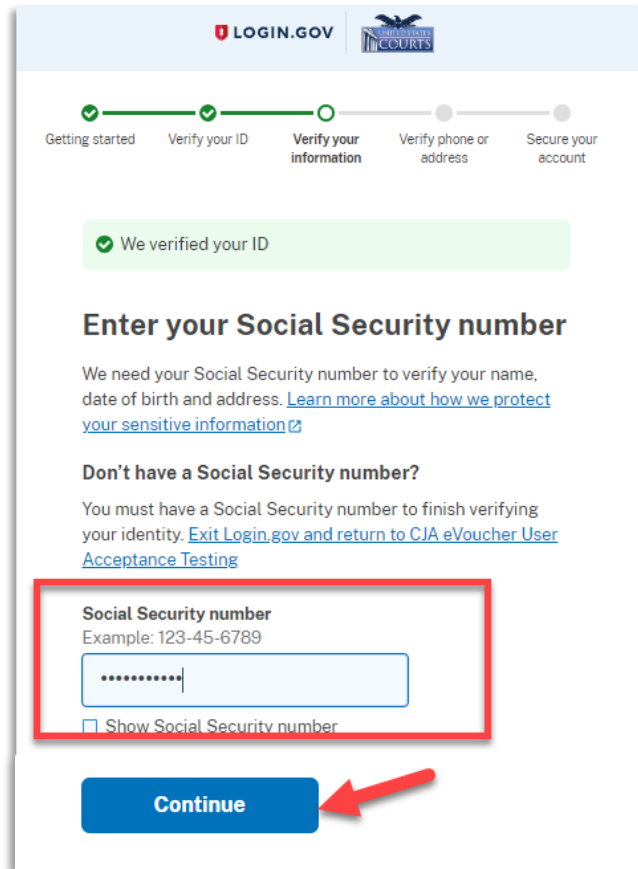 LOGIN.GOV
UNITED STATES
COURTS
Getting started
Verify your ID
Verify your
information
Verify phone or
address
Secure your
account
We verified your ID
Enter your Social Security number
We need your Social Security number to verify your name,
date of birth and address. Learn more about how we protect
your sensitive information
Don’t have a Social Security number?
You must have a Social Security number to finish verifying
your identity. Exit Login.gov and return to CJA eVoucher User
Acceptance Testing
Social Security number
Example: 123-45-6789
•••••••••••
Show Social Security number
Continue